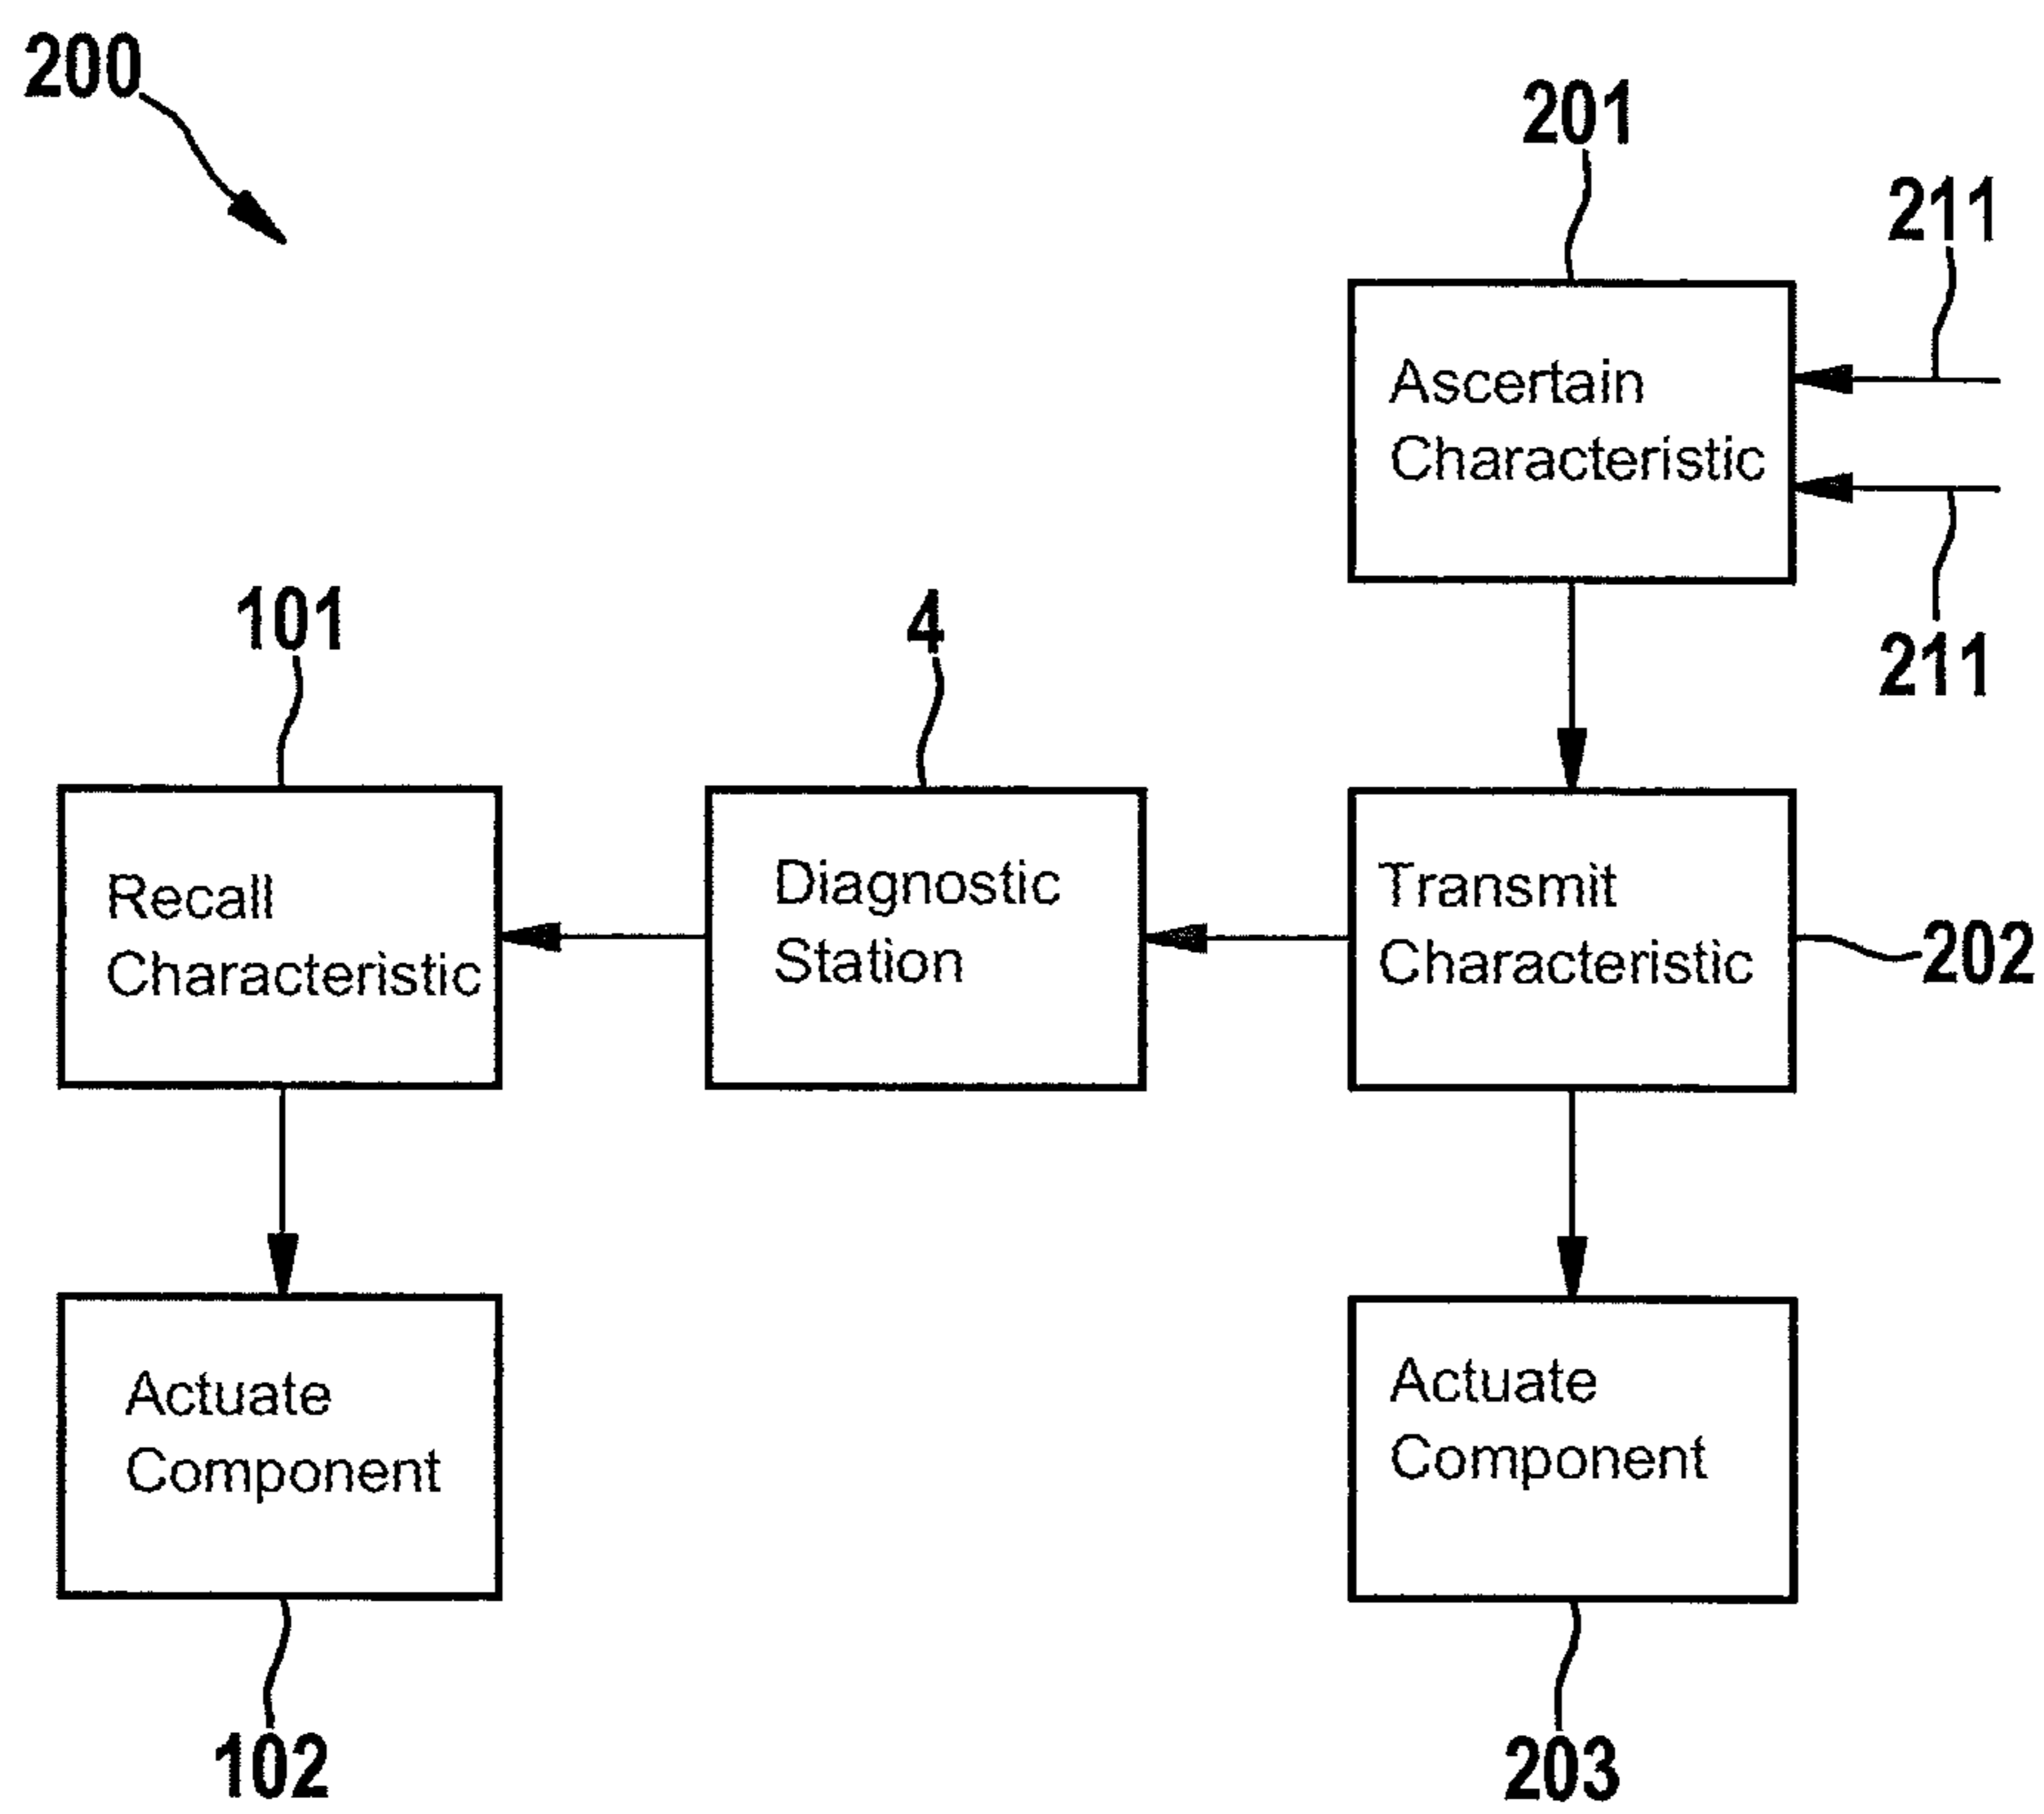 200
201
211
Ascertain
Characteristic
211
101
4
Recall
Characteristic
Diagnostic
Station
Transmit
Characteristic
202
Actuate
Component
Actuate
Component
102
203